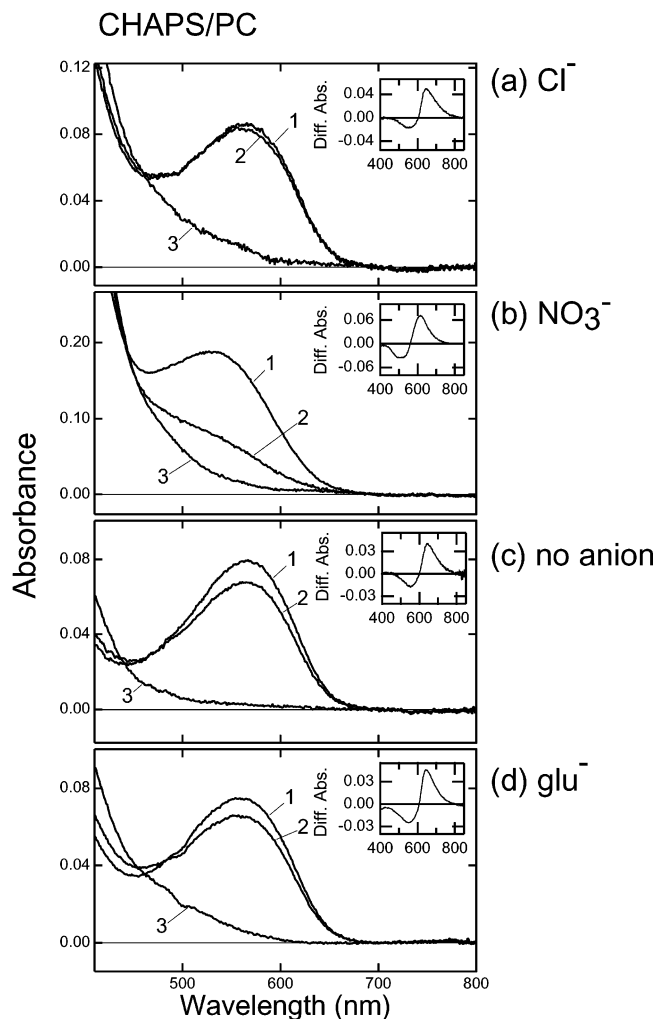 CHAPS/PC
(a) Cl⁻
0.12
0.08
0.04
0.00
1
2
3
Diff. Abs.
0.04
0.00
-0.04
400 600 800
(b) NO₃⁻
0.20
0.10
0.00
1
2
3
Diff. Abs.
0.06
0.00
-0.06
400 600 800
(c) no anion
0.08
0.04
0.00
1
2
3
Diff. Abs.
0.03
0.00
-0.03
400 600 800
(d) glu⁻
0.08
0.04
0.00
1
2
3
Diff. Abs.
0.03
0.00
-0.03
400 600 800
Absorbance
500 600 700 800
Wavelength (nm)